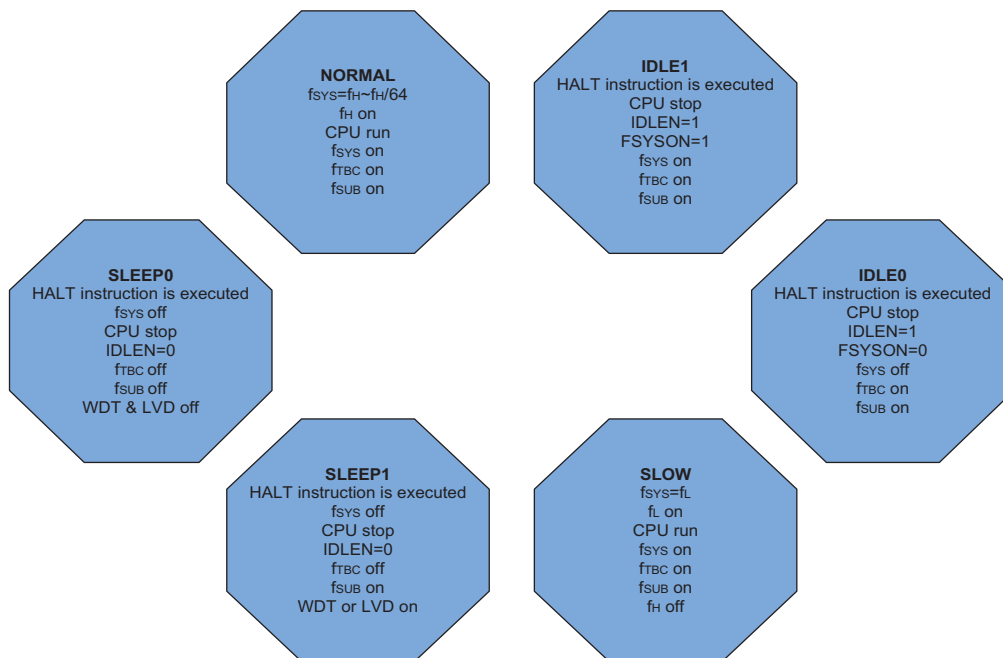 NORMAL
fSYS=fH~fH/64
fH on
CPU run
fSYS on
fTBC on
fSUB on
IDLE1
HALT instruction is executed
CPU stop
IDLEN=1
FSYSON=1
fSYS on
fTBC on
fSUB on
SLEEP0
HALT instruction is executed
fSYS off
CPU stop
IDLEN=0
fTBC off
fSUB off
WDT & LVD off
IDLE0
HALT instruction is executed
CPU stop
IDLEN=1
FSYSON=0
fSYS off
fTBC on
fSUB on
SLEEP1
HALT instruction is executed
fSYS off
CPU stop
IDLEN=0
fTBC off
fSUB on
WDT or LVD on
SLOW
fSYS=fL
fL on
CPU run
fSYS on
fTBC on
fSUB on
fH off